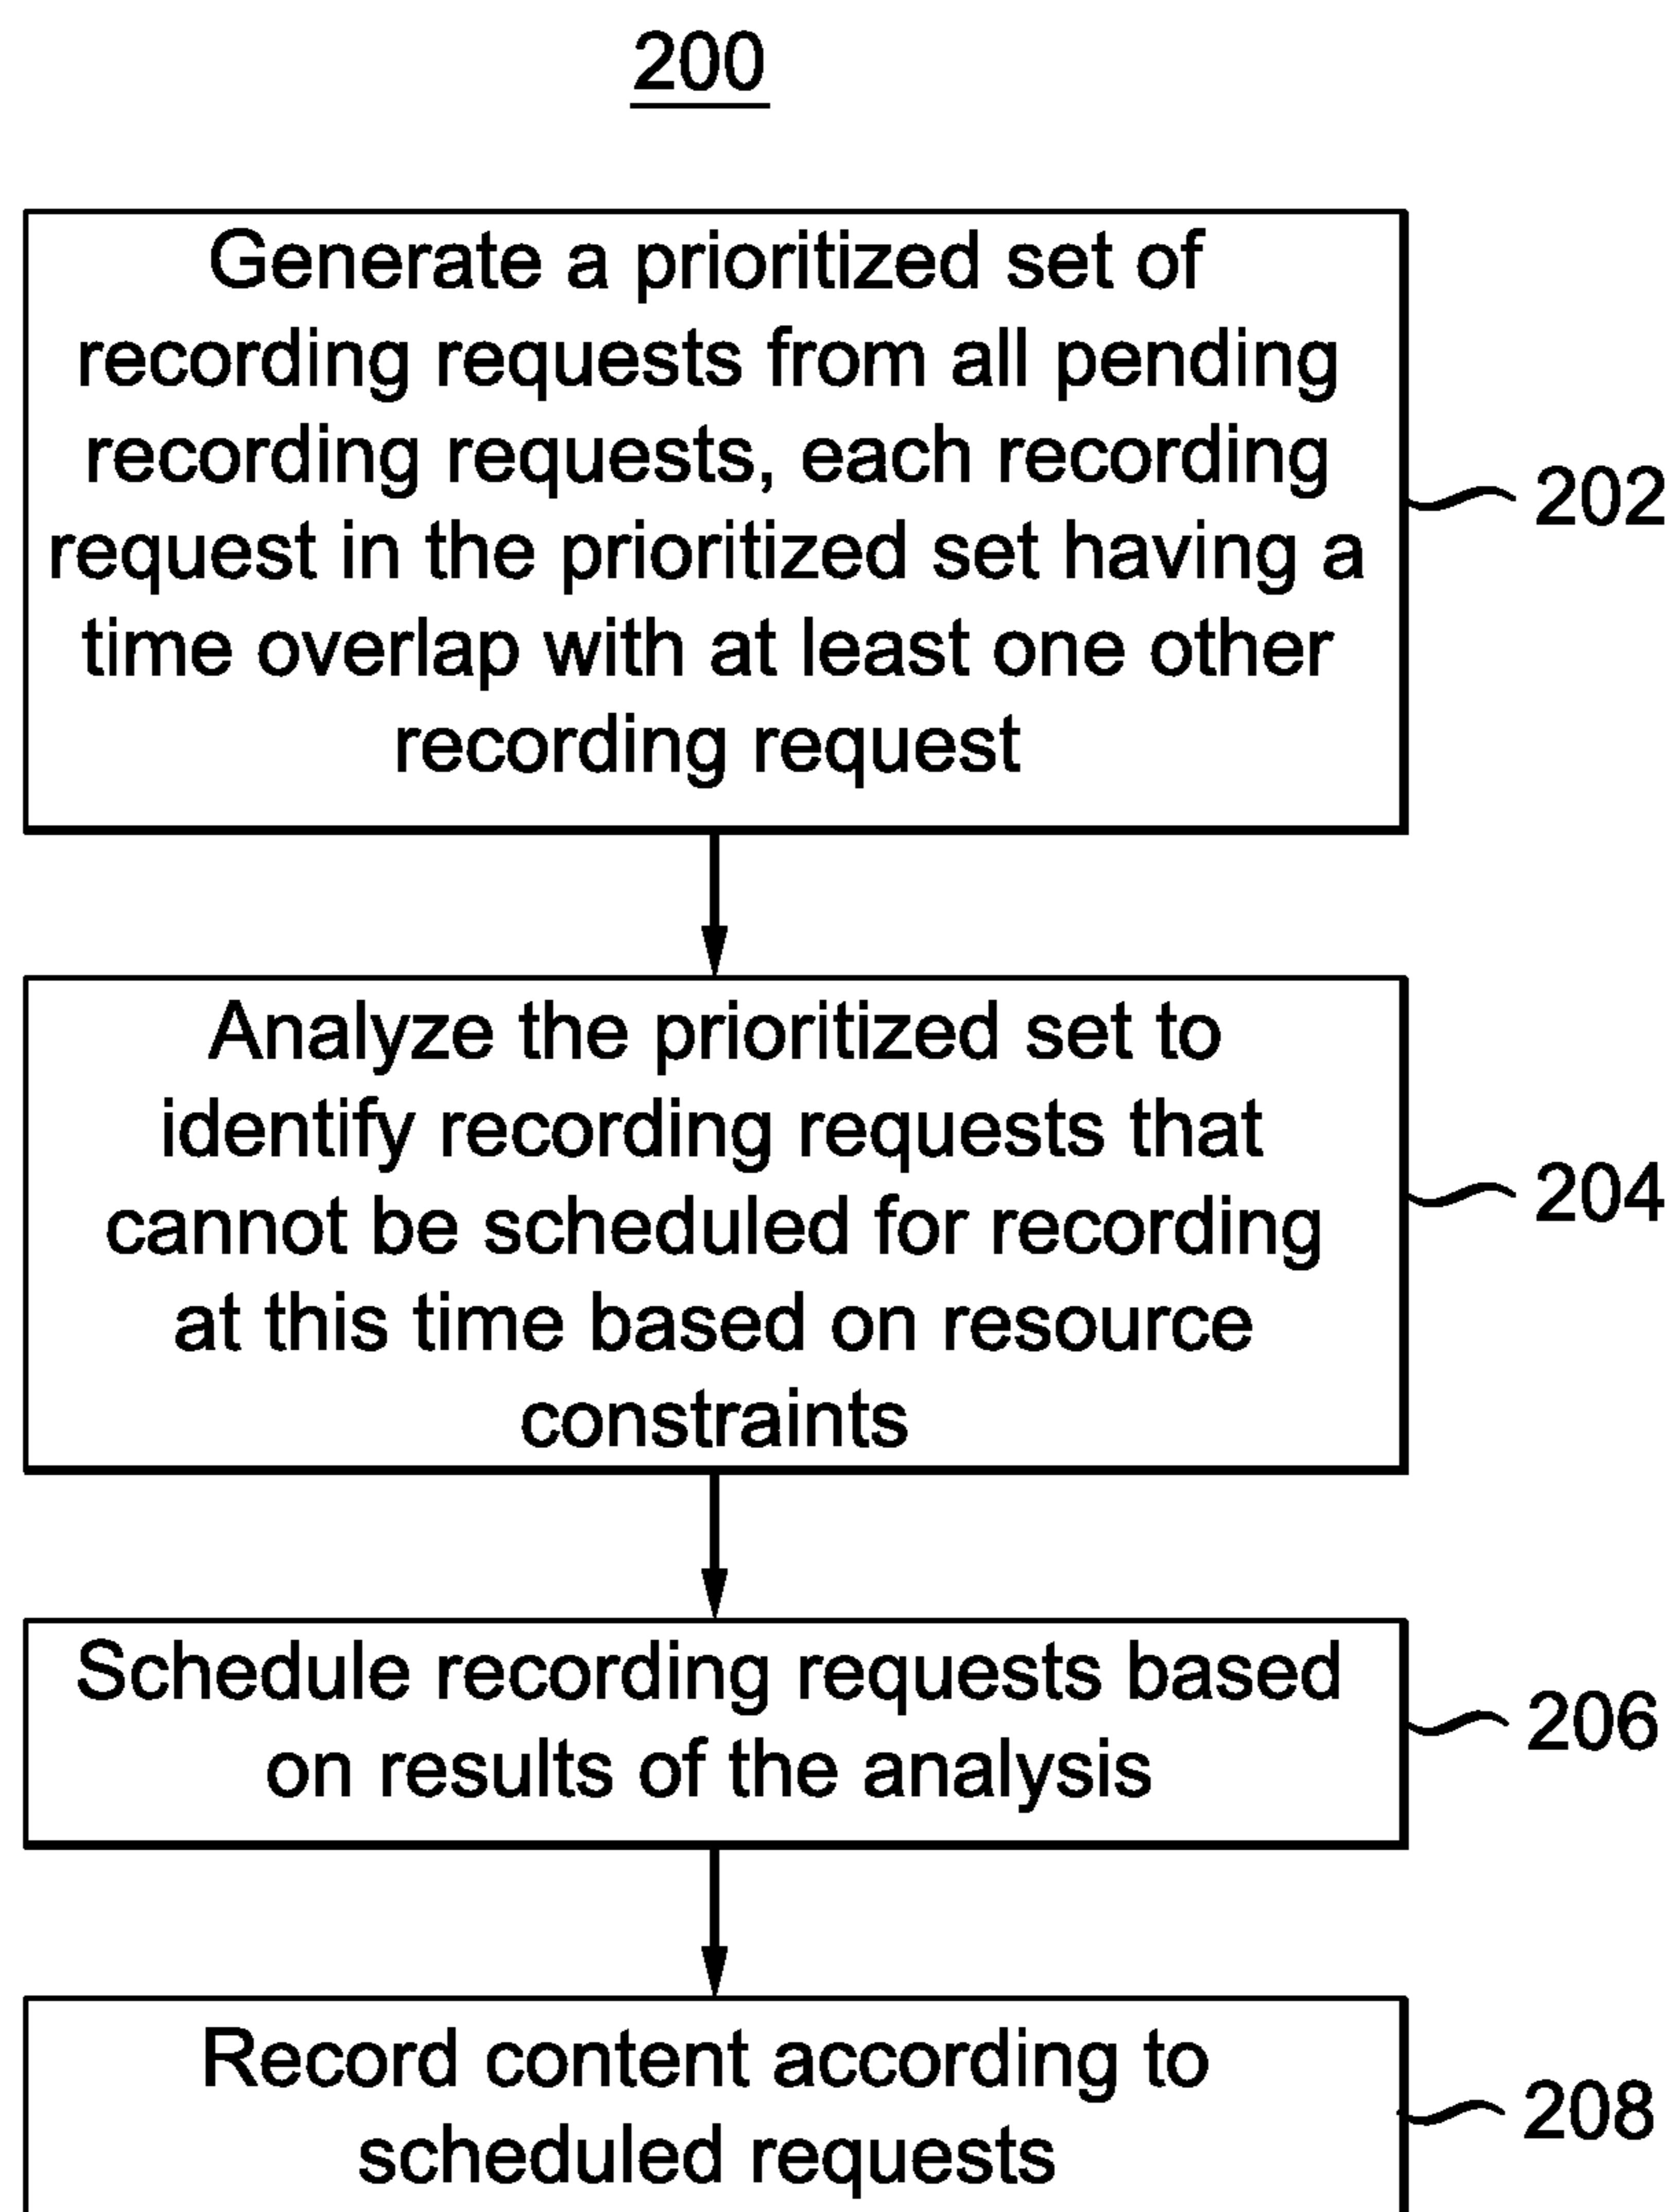 200
Generate a prioritized set of
recording requests from all pending
recording requests, each recording
request in the prioritized set having a
time overlap with at least one other
recording request
202
Analyze the prioritized set to
identify recording requests that
cannot be scheduled for recording
at this time based on resource
constraints
204
Schedule recording requests based
on results of the analysis
206
Record content according to
scheduled requests
208